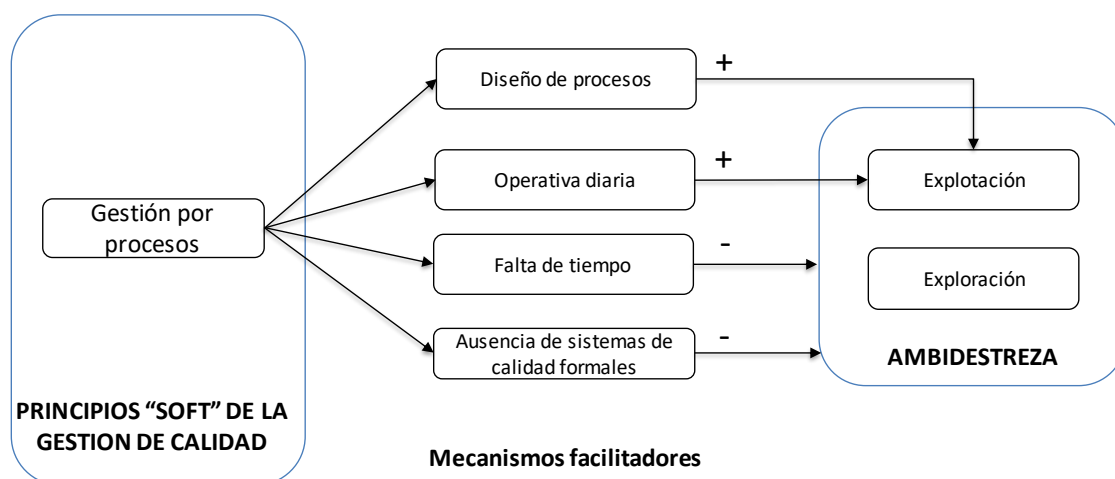 Diseño de procesos
+
Operativa diaria
+
Explotación
Gestión por
procesos
Falta de tiempo
-
Exploración
Ausencia de sistemas de
calidad formales
-
AMBIDESTREZA
PRINCIPIOS “SOFT” DE LA
GESTION DE CALIDAD
Mecanismos facilitadores